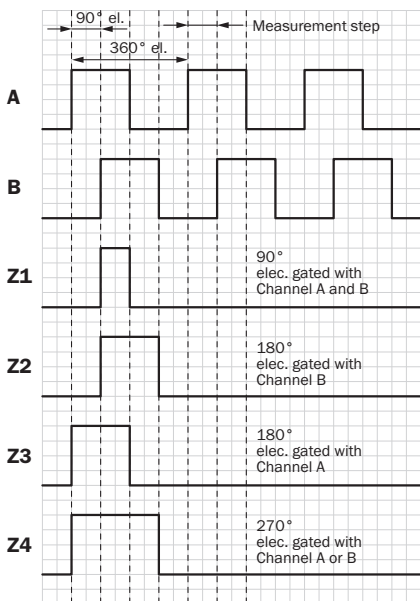 90° el.
Measurement step
360° el.
A
B
Z1
90°
elec. gated with
Channel A and B
Z2
180°
elec. gated with
Channel B
Z3
180°
elec. gated with
Channel A
Z4
270°
elec. gated with
Channel A or B